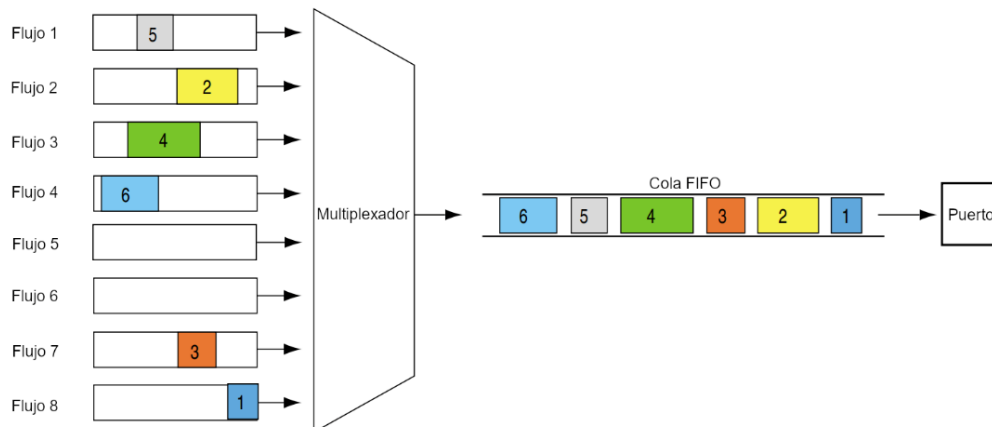 Flujo 1
5
Flujo 2
2
Flujo 3
4
Flujo 4
6
Flujo 5
Flujo 6
Flujo 7
3
Flujo 8
1
Multiplexador
Cola FIFO
6 5 4 3 2 1
Puerto